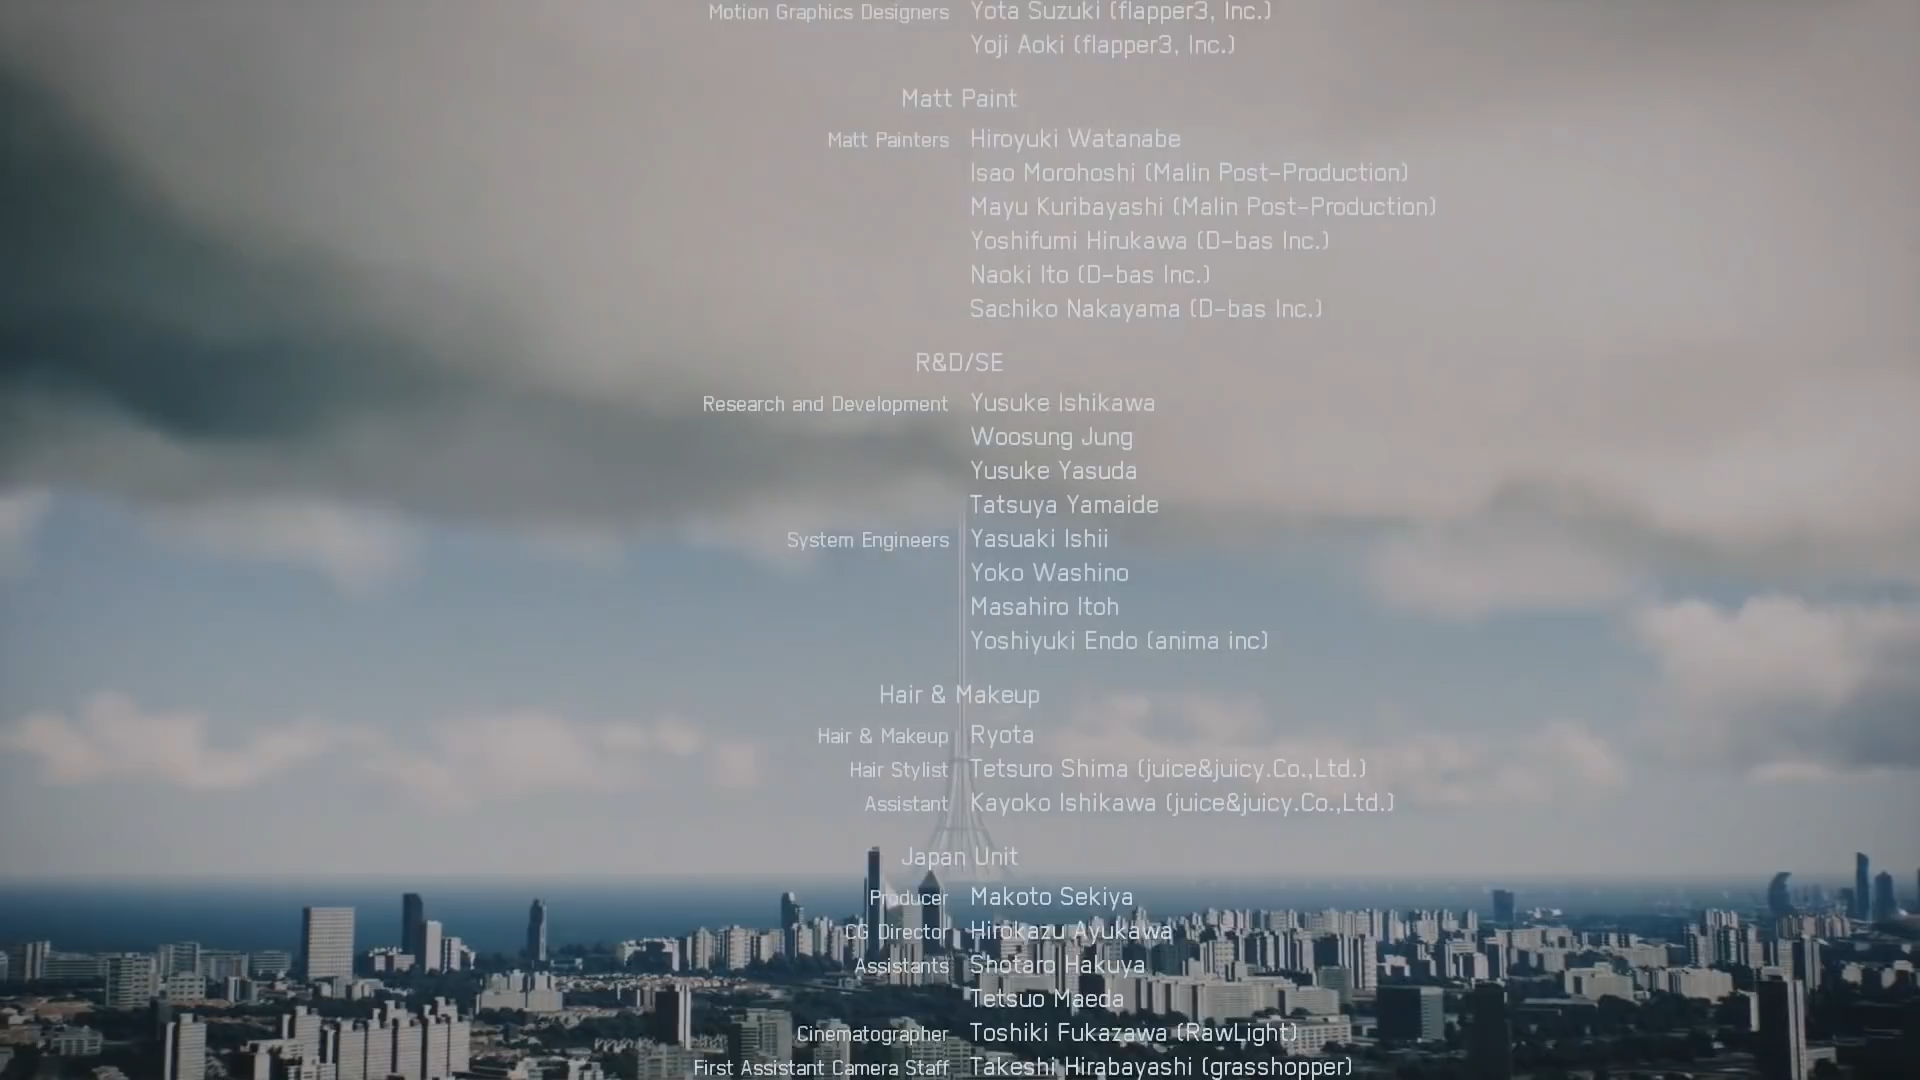 Motion Graphics Designers Yota Suzuki (flapper3, Inc.)
Yoji Aoki (flapper3, Inc.)
Matt Paint
Matt Painters Hiroyuki Watanabe
Isao Morohoshi (Malin Post-Production)
Mayu Kuribayashi (Malin Post-Production)
Yoshifumi Hirukawa (D-bas Inc.)
Naoki Ito (D-bas Inc.)
Sachiko Nakayama (D-bas Inc.)
R&D/SE
Research and Development Yusuke Ishikawa
Woosung Jung
Yusuke Yasuda
Tatsuya Yamaide
System Engineers Yasuaki Ishii
Yoko Washino
Masahiro Itoh
Yoshiyuki Endo (anima inc)
Hair & Makeup
Hair & Makeup Ryota
Hair Stylist Tetsuro Shima (juice&juicy.Co.,Ltd.)
Assistant Kayoko Ishikawa (juice&juicy.Co.,Ltd.)
Japan Unit
Producer Makoto Sekiya
CG Director Hirokazu Ayukawa
Assistants Shotaro Hakuya
Tetsuo Maeda
Cinematographer Toshiki Fukazawa (RawLight)
First Assistant Camera Staff Takeshi Hirabayashi (grasshopper)